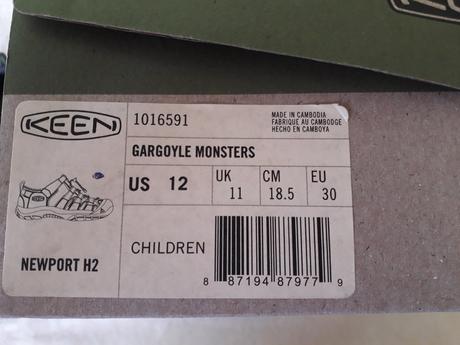 KEEN
1016591
MADE IN CAMBODIA
FABRIQUE AU CAMBODGE
HECHO EN CAMBOYA
GARGOYLE MONSTERS
US 12
UK 11
CM 18.5
EU 30
CHILDREN
NEWPORT H2
8 87194 87977 9